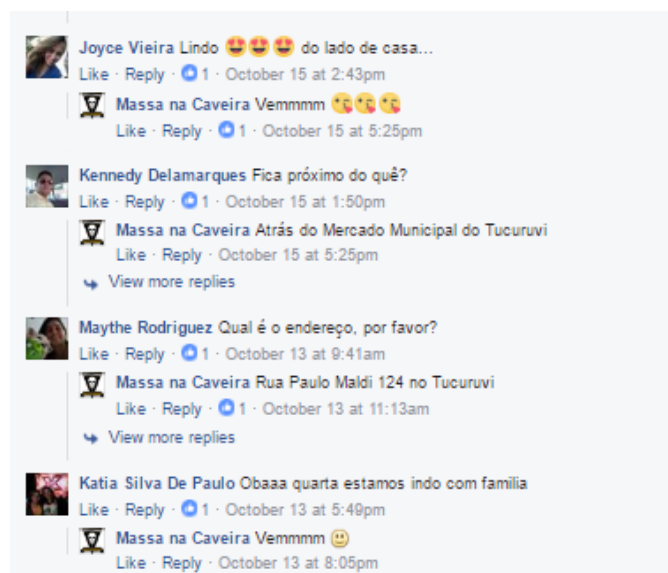 Joyce Vieira Lindo 😍😍😍 do lado de casa...
Like · Reply · 1 · October 15 at 2:43pm
Massa na Caveira Vemmmm 😘😘😘
Like · Reply · 1 · October 15 at 5:25pm
Kennedy Delamarques Fica próximo do quê?
Like · Reply · 1 · October 15 at 1:50pm
Massa na Caveira Atrás do Mercado Municipal do Tucuruvi
Like · Reply · October 15 at 5:25pm
View more replies
Maythe Rodriguez Qual é o endereço, por favor?
Like · Reply · 1 · October 13 at 9:41am
Massa na Caveira Rua Paulo Maldi 124 no Tucuruvi
Like · Reply · 1 · October 13 at 11:13am
View more replies
Katia Silva De Paulo Obaaa quarta estamos indo com familia
Like · Reply · 1 · October 13 at 5:49pm
Massa na Caveira Vemmmm 🙂
Like · Reply · October 13 at 8:05pm